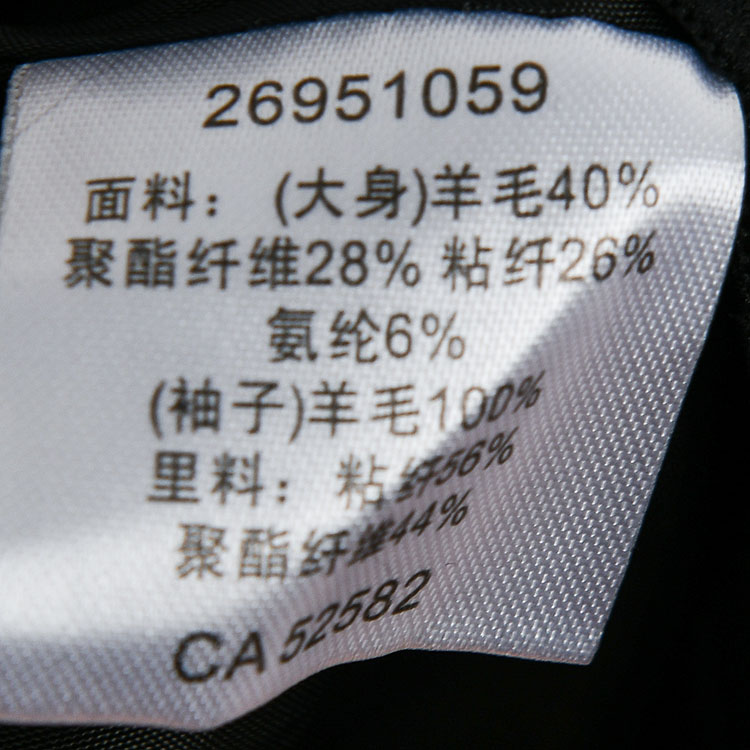 26951059
面料：(大身)羊毛40%
聚酯纤维28% 粘纤26%
氨纶6%
(袖子)羊毛100%
里料：粘纤56%
聚酯纤维44%
CA 52582